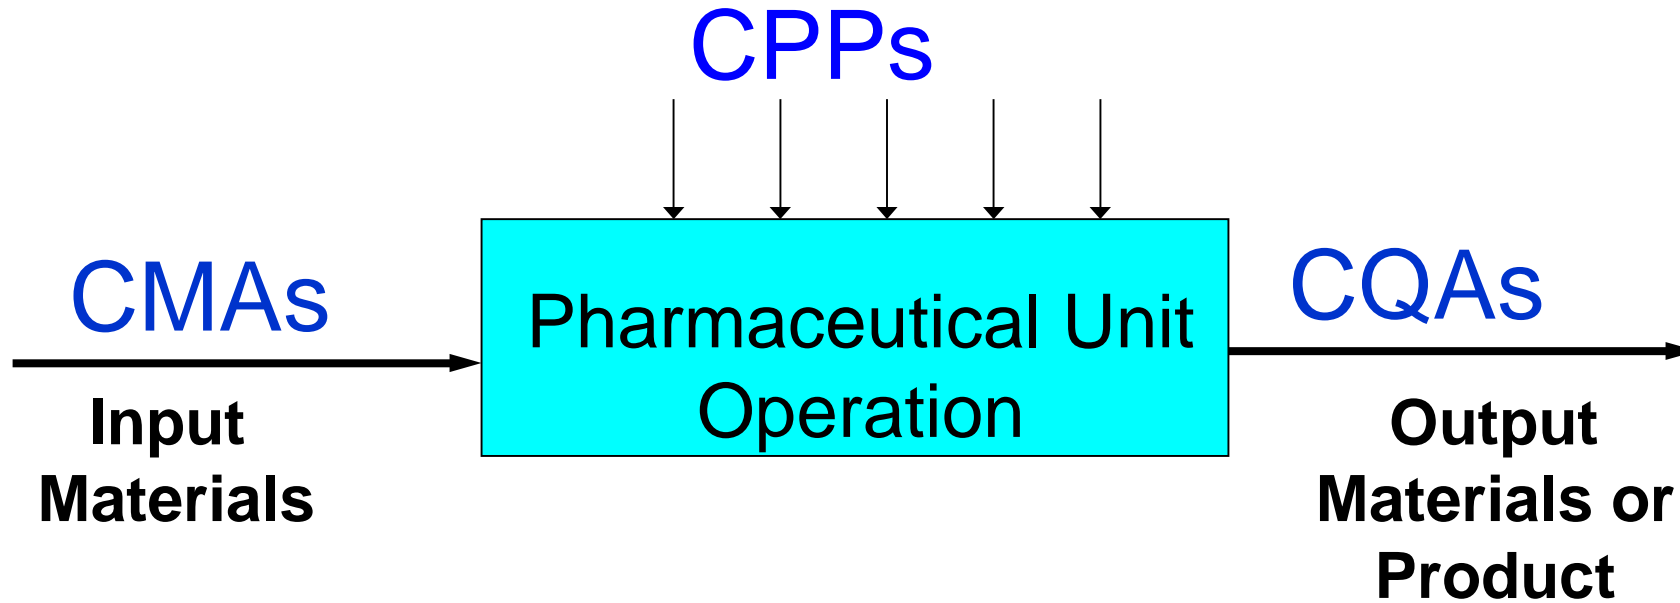 CPPs
CMAs
Input
Materials
Pharmaceutical Unit
Operation
CQAs
Output
Materials or
Product